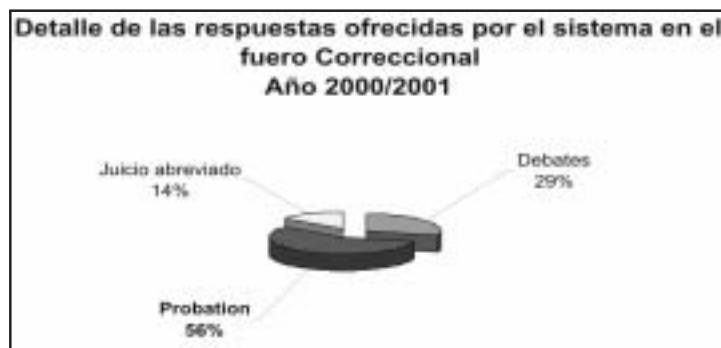 Detalle de las respuestas ofrecidas por el sistema en el
fuero Correccional
Año 2000/2001
Juicio abreviado
14%
Debates
29%
Probation
56%